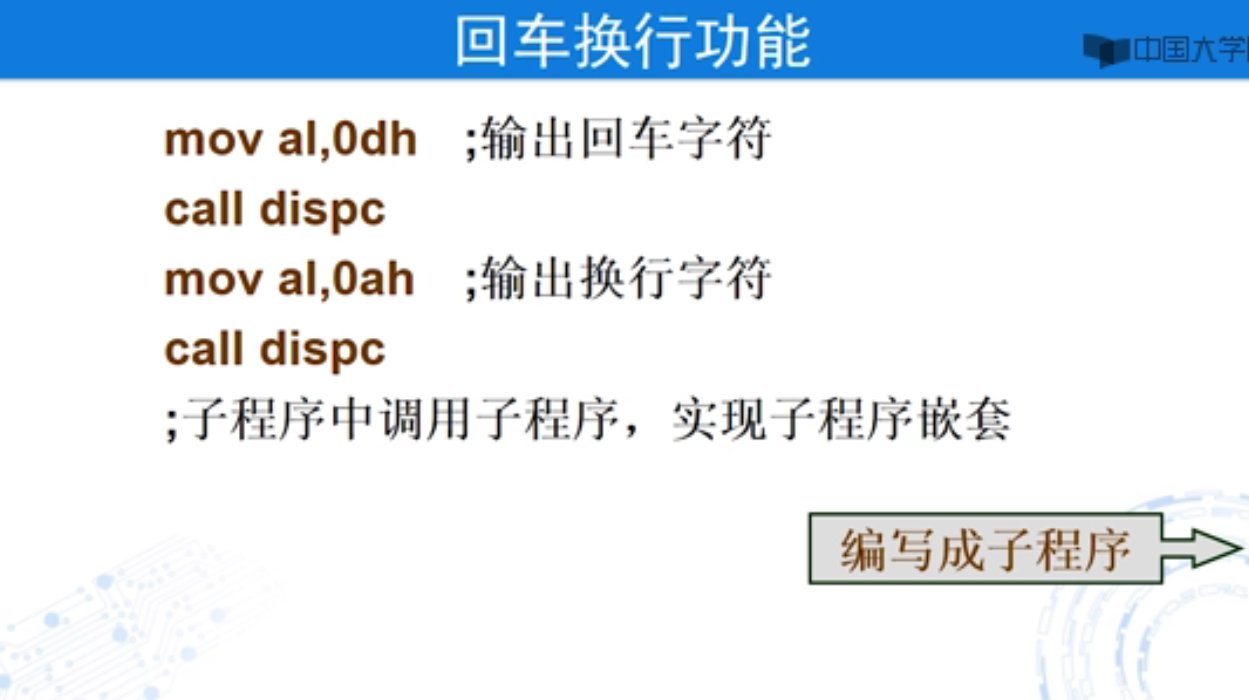 回车换行功能
中国大学
mov al,0dh ;输出回车字符
call dispc
mov al,0ah ;输出换行字符
call dispc
;子程序中调用子程序，实现子程序嵌套
编写成子程序